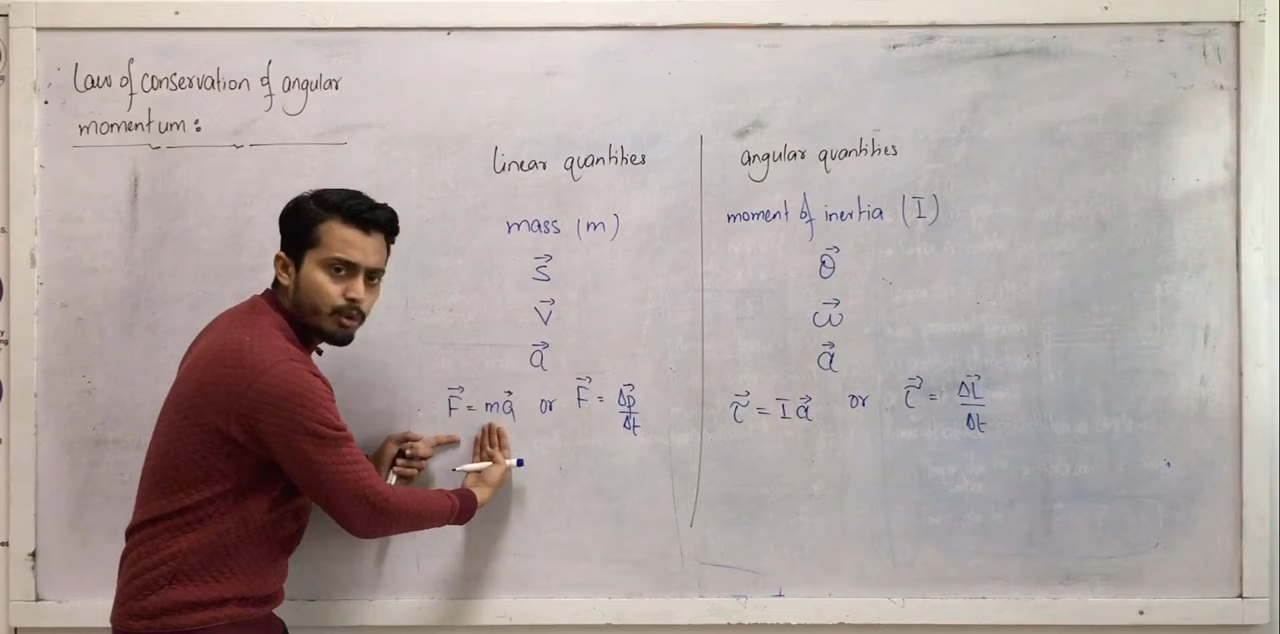 Law of conservation of angular
momentum:
linear quantities
angular quantities
mass (m)
moment of inertia (I)
s⃗
θ⃗
v⃗
ω⃗
a⃗
α⃗
F⃗ = ma⃗ or F⃗ = Δp⃗/Δt
τ⃗ = Iα⃗ or τ⃗ = ΔL⃗/Δt